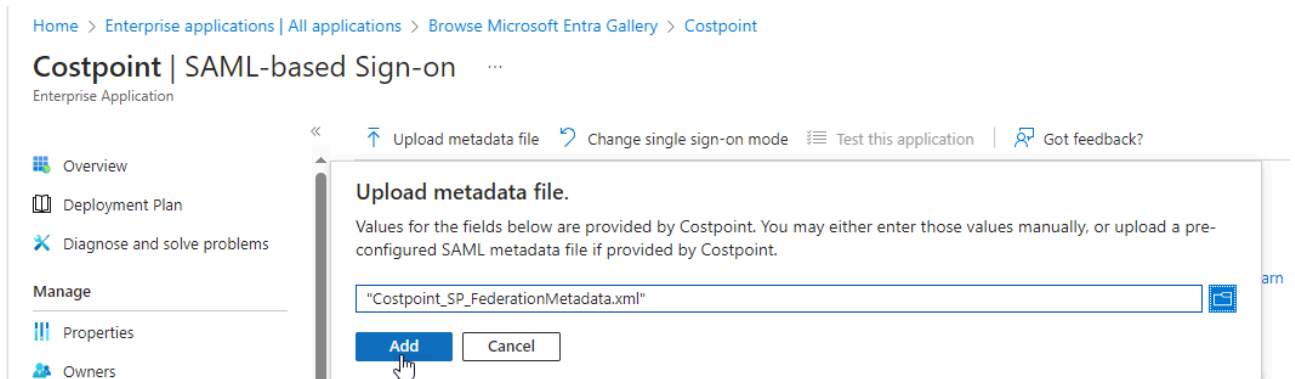 Home > Enterprise applications | All applications > Browse Microsoft Entra Gallery > Costpoint
Costpoint | SAML-based Sign-on ...
Enterprise Application
« Upload metadata file Change single sign-on mode Test this application | Got feedback?
Overview
Deployment Plan
Diagnose and solve problems
Manage
Properties
Owners
Upload metadata file.
Values for the fields below are provided by Costpoint. You may either enter those values manually, or upload a pre-
configured SAML metadata file if provided by Costpoint.
arn
"Costpoint_SP_FederationMetadata.xml"
Add Cancel